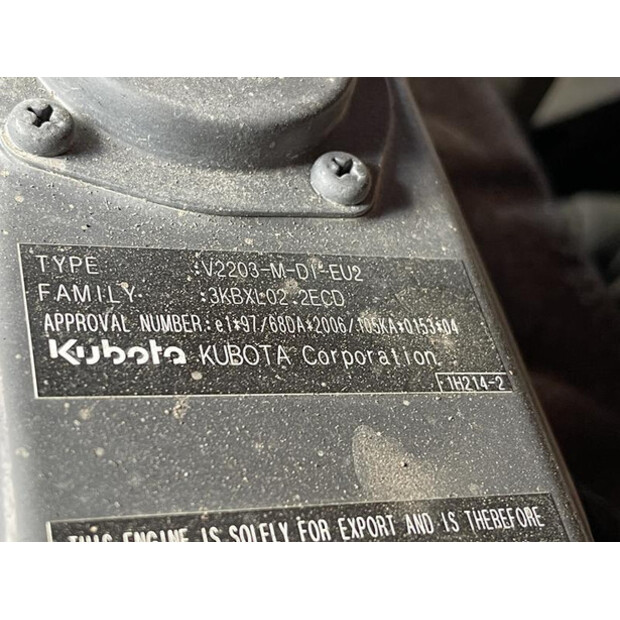 TYPE :V2203-M-DI-EU2
FAMILY :3KBXL02.2ECD
APPROVAL NUMBER:e1*97/68DA*2006/105KA*0153*04
Kubota KUBOTA Corporation
1H214-2
THIS ENGINE IS SOLELY FOR EXPORT AND IS THEREFORE